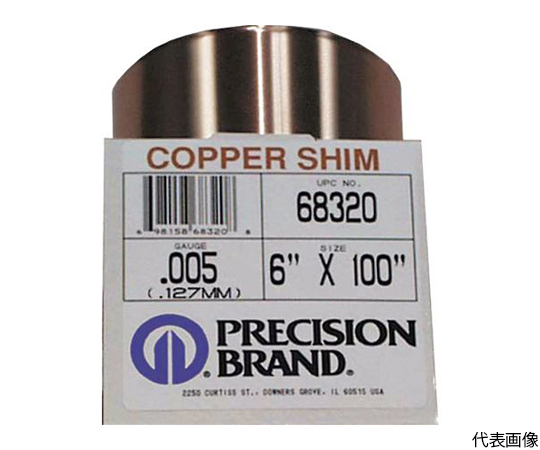 COPPER SHIM
UPC NO.
68320
6 98158 68320 8
GAUGE
.005
(.127MM)
SIZE
6" X 100"
PRECISION
BRAND®
2250 CURTISS ST., DOWNERS GROVE, IL 60515 USA
代表画像